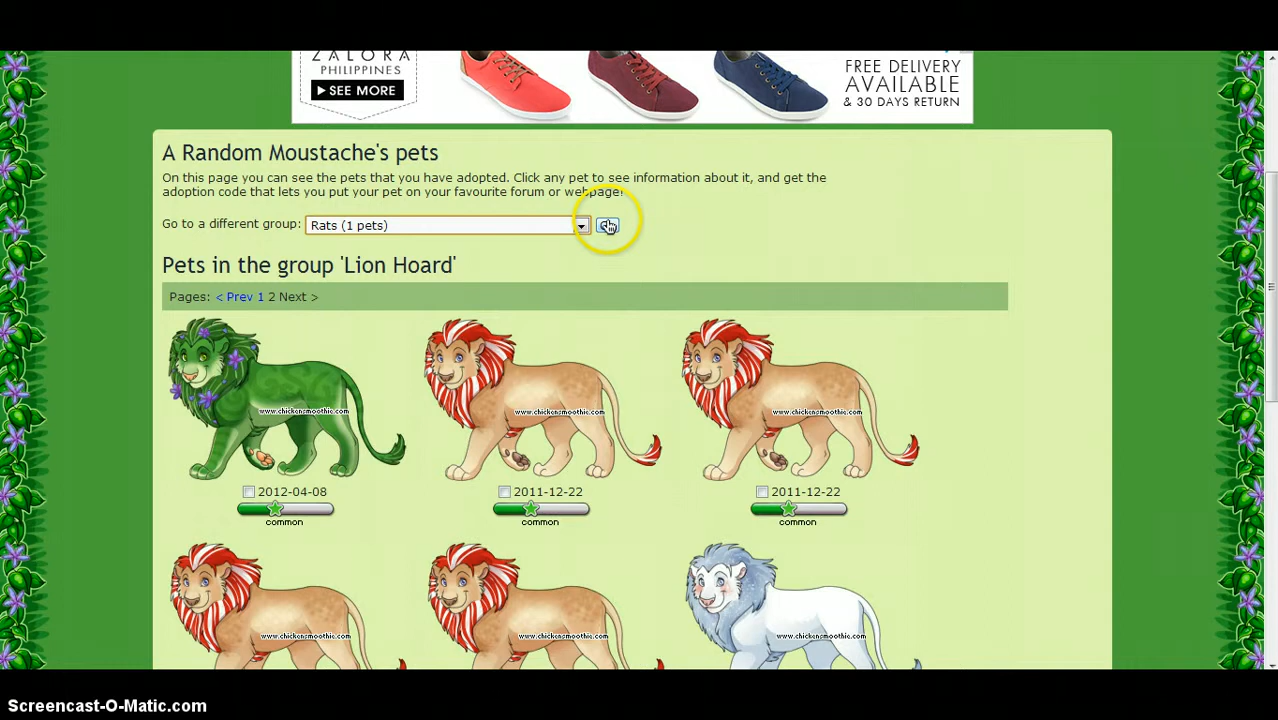 ZALORA
PHILIPPINES
▶SEE MORE
FREE DELIVERY
AVAILABLE
& 30 DAYS RETURN
A Random Moustache's pets
On this page you can see the pets that you have adopted. Click any pet to see information about it, and get the
adoption code that lets you put your pet on your favourite forum or webpage!
Go to a different group: Rats (1 pets)
Pets in the group 'Lion Hoard'
Pages: < Prev 1 2 Next >
www.chickensmoothie.com www.chickensmoothie.com www.chickensmoothie.com
2012-04-08 2011-12-22 2011-12-22
common common common
www.chickensmoothie.com www.chickensmoothie.com www.chickensmoothie.com
Screencast-O-Matic.com